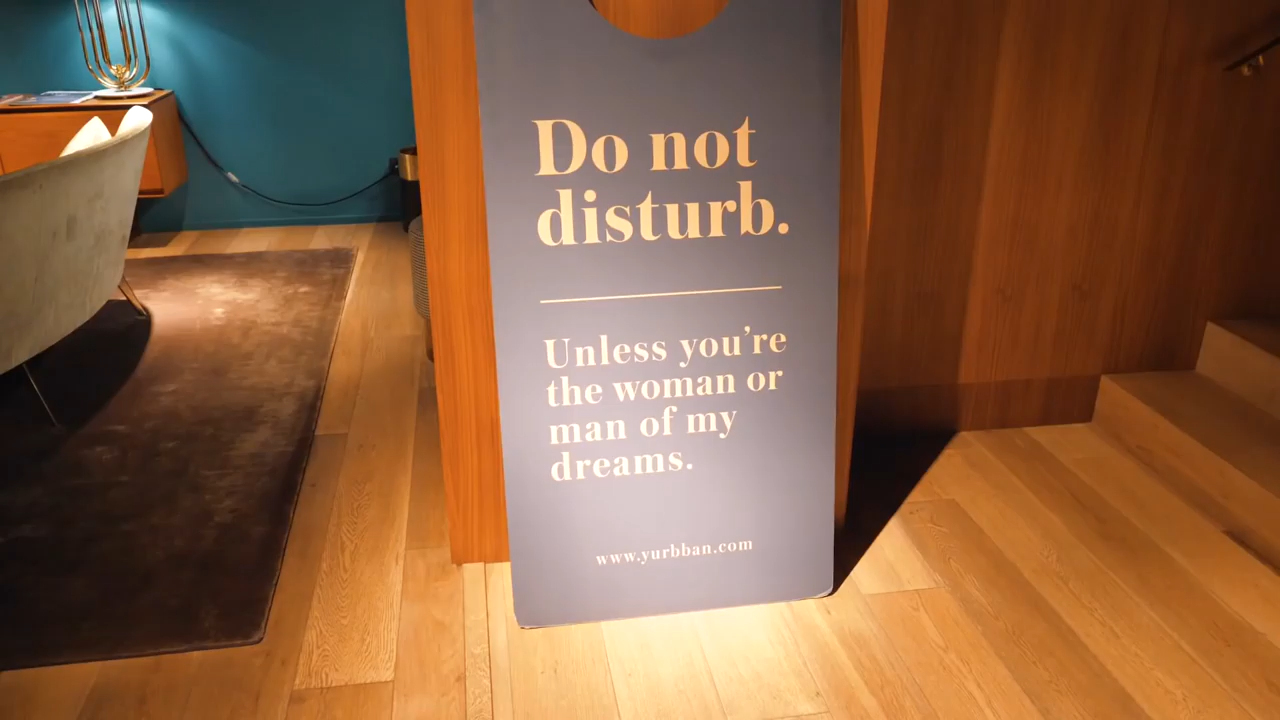 Do not
disturb.
Unless you're
the woman or
man of my
dreams.
www.yurbban.com